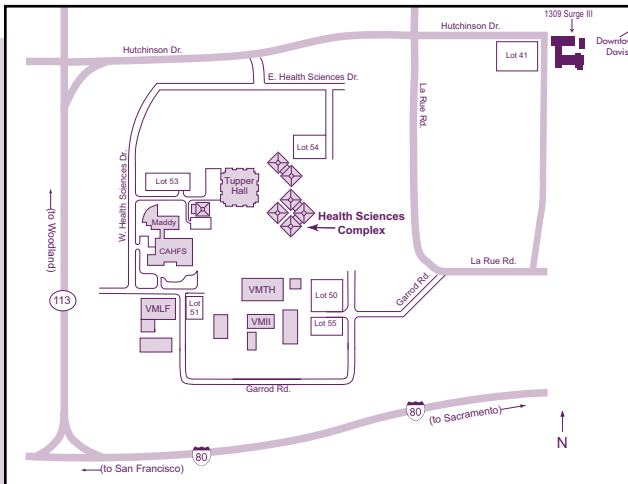 1309 Surge III
Hutchinson Dr.
Hutchinson Dr.
Downtow
Davis
Lot 41
E. Health Sciences Dr.
La Rue Rd.
Lot 54
W. Health Sciences Dr.
Lot 53
Tupper
Hall
(to Woodland)
Maddy
Health Sciences
Complex
CAHFS
La Rue Rd.
Garrod Rd.
113
VMTH
Lot 50
VMLF
Lot
51
VMII
Lot 55
Garrod Rd.
80
(to Sacramento)
N
80
(to San Francisco)